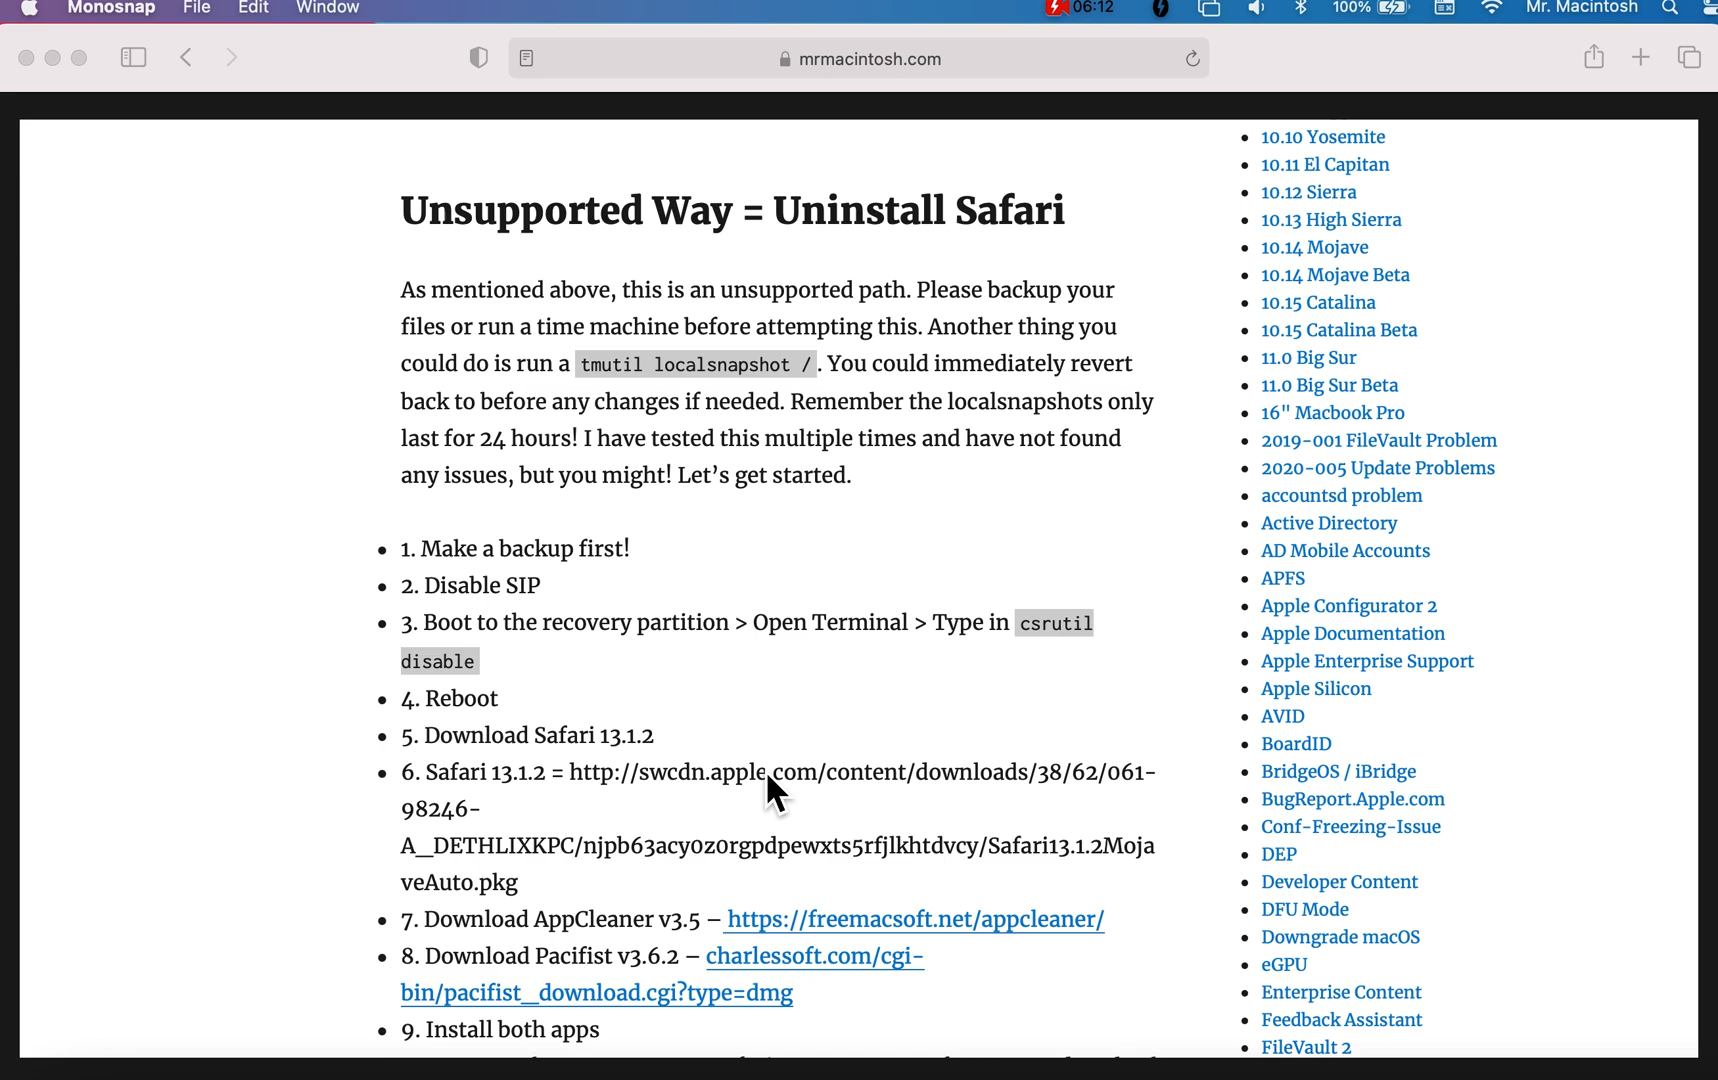 Monosnap File Edit Window 06:12 100% Mr. Macintosh
mrmacintosh.com
Unsupported Way = Uninstall Safari
As mentioned above, this is an unsupported path. Please backup your
files or run a time machine before attempting this. Another thing you
could do is run a tmutil localsnapshot /. You could immediately revert
back to before any changes if needed. Remember the localsnapshots only
last for 24 hours! I have tested this multiple times and have not found
any issues, but you might! Let’s get started.
• 1. Make a backup first!
• 2. Disable SIP
• 3. Boot to the recovery partition > Open Terminal > Type in csrutil
disable
• 4. Reboot
• 5. Download Safari 13.1.2
• 6. Safari 13.1.2 = http://swcdn.apple.com/content/downloads/38/62/061-
98246-
A_DETHLIXKPC/njpb63acy0z0rgpdpewxts5rfjlkhtdvcy/Safari13.1.2Moja
veAuto.pkg
• 7. Download AppCleaner v3.5 – https://freemacsoft.net/appcleaner/
• 8. Download Pacifist v3.6.2 – charlessoft.com/cgi-
bin/pacifist_download.cgi?type=dmg
• 9. Install both apps
• 10.10 Yosemite
• 10.11 El Capitan
• 10.12 Sierra
• 10.13 High Sierra
• 10.14 Mojave
• 10.14 Mojave Beta
• 10.15 Catalina
• 10.15 Catalina Beta
• 11.0 Big Sur
• 11.0 Big Sur Beta
• 16" Macbook Pro
• 2019-001 FileVault Problem
• 2020-005 Update Problems
• accountsd problem
• Active Directory
• AD Mobile Accounts
• APFS
• Apple Configurator 2
• Apple Documentation
• Apple Enterprise Support
• Apple Silicon
• AVID
• BoardID
• BridgeOS / iBridge
• BugReport.Apple.com
• Conf-Freezing-Issue
• DEP
• Developer Content
• DFU Mode
• Downgrade macOS
• eGPU
• Enterprise Content
• Feedback Assistant
• FileVault 2